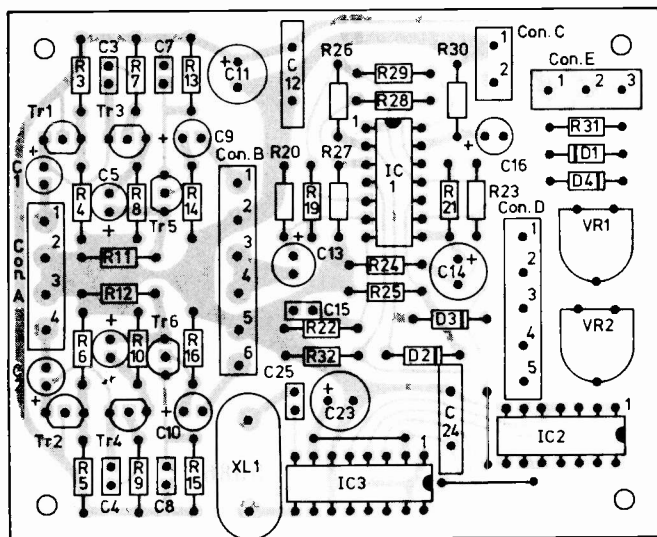 R3 C3 R7 C7 R13
C11
C12
R26
R29
R30
1 Con. C
2
Con. E
1 2 3
R28
Tr1 Tr3
C9
1
IC1
C16
R31
D1
D4
C1
Con. B
R20 R27
R4 C5 R8 Tr5 R14
1
2
3
4
5
6
R19
R21 R23
Con. D
1
2
3
4
5
VR1
Con. A
1
2
3
4
R11
R12
C13
R24
C14
R25
C15
R22
D3
VR2
R6 R10 Tr6 R16
R32
D2
C25
C23
C24
Tr2 Tr4 C10
1
IC2
R5 C4 R9 C8 R15
XL1
1
IC3